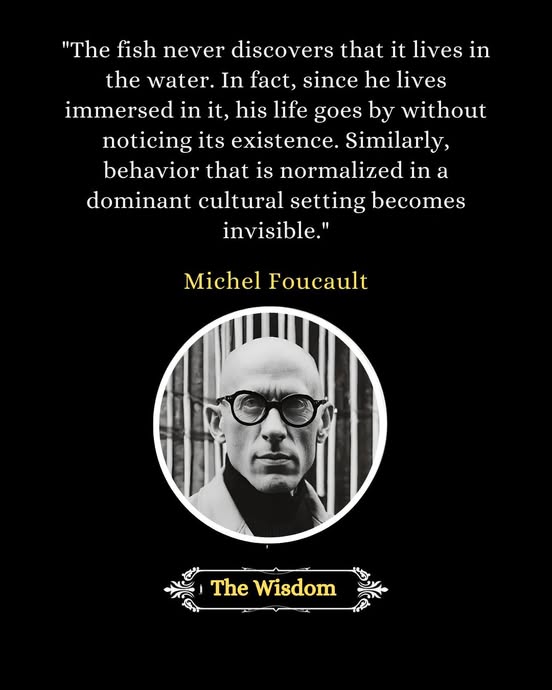 "The fish never discovers that it lives in
the water. In fact, since he lives
immersed in it, his life goes by without
noticing its existence. Similarly,
behavior that is normalized in a
dominant cultural setting becomes
invisible."
Michel Foucault
The Wisdom